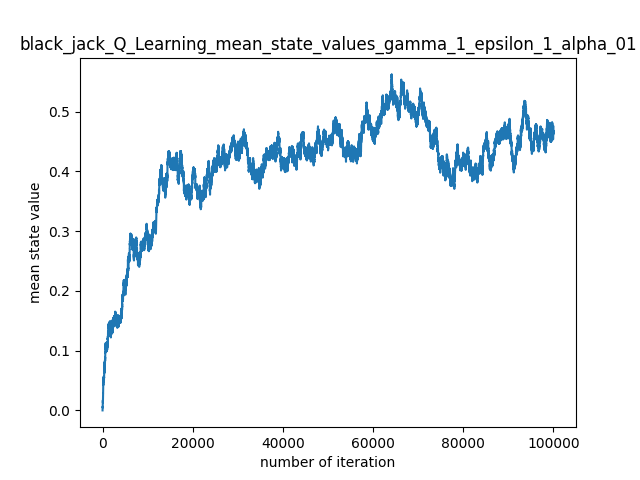 black_jack_Q_Learning_mean_state_values_gamma_1_epsilon_1_alpha_01
0.5
0.4
0.3
0.2
0.1
0.0
mean state value
0 20000 40000 60000 80000 100000
number of iteration